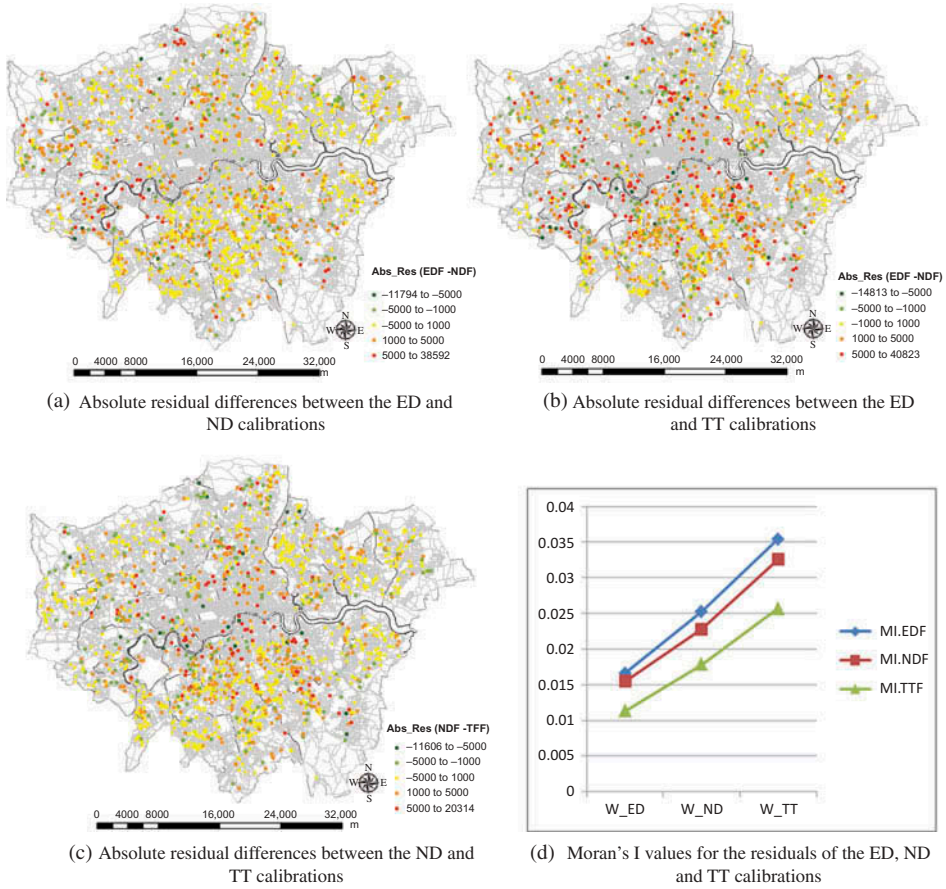 Abs_Res (EDF -NDF)
–11794 to –5000
–5000 to –1000
–5000 to 1000
1000 to 5000
5000 to 38592
N
W E
S
0 4000 8000 16,000 24,000 32,000
m
(a) Absolute residual differences between the ED and
ND calibrations
Abs_Res (EDF -NDF)
–14813 to –5000
–5000 to –1000
–1000 to 1000
1000 to 5000
5000 to 40823
N
W E
S
0 4000 8000 16,000 24,000 32,000
m
(b) Absolute residual differences between the ED
and TT calibrations
Abs_Res (NDF -TFF)
–11606 to –5000
–5000 to –1000
–5000 to 1000
1000 to 5000
5000 to 20314
N
W E
S
0 4000 8000 16,000 24,000 32,000
m
(c) Absolute residual differences between the ND and
TT calibrations
0.04
0.035
0.03
0.025
0.02
0.015
0.01
0.005
0
W_ED W_ND W_TT
MI.EDF
MI.NDF
MI.TTF
(d) Moran’s I values for the residuals of the ED, ND
and TT calibrations